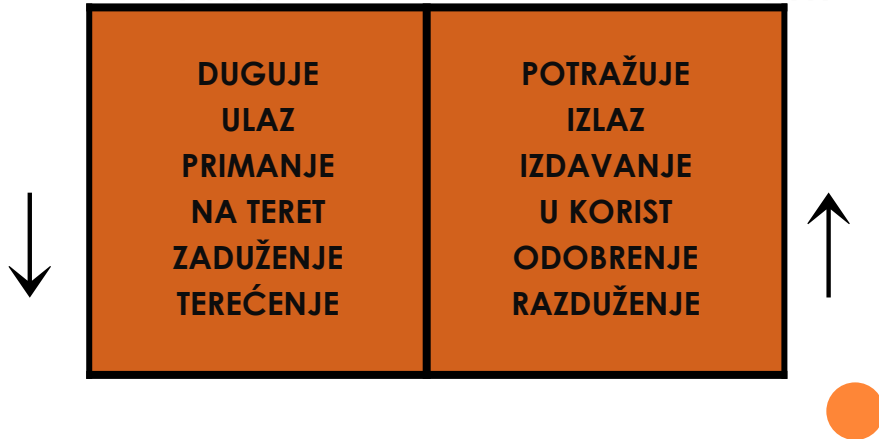 DUGUJE
ULAZ
PRIMANJE
NA TERET
ZADUŽENJE
TEREĆENJE
POTRAŽUJE
IZLAZ
IZDAVANJE
U KORIST
ODOBRENJE
RAZDUŽENJE